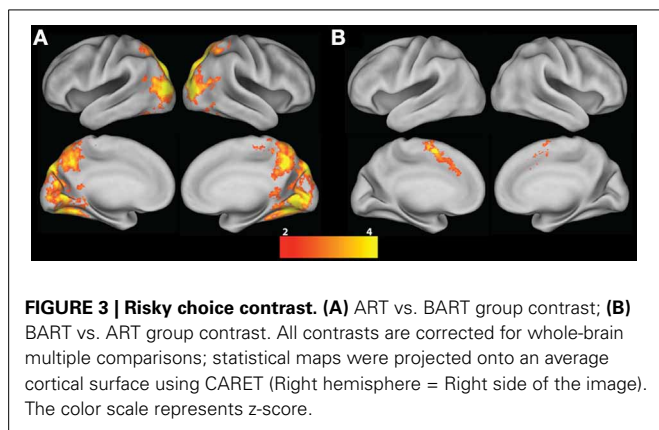 A
B
2
4
FIGURE 3 | Risky choice contrast. (A) ART vs. BART group contrast; (B)
BART vs. ART group contrast. All contrasts are corrected for whole-brain
multiple comparisons; statistical maps were projected onto an average
cortical surface using CARET (Right hemisphere = Right side of the image).
The color scale represents z-score.